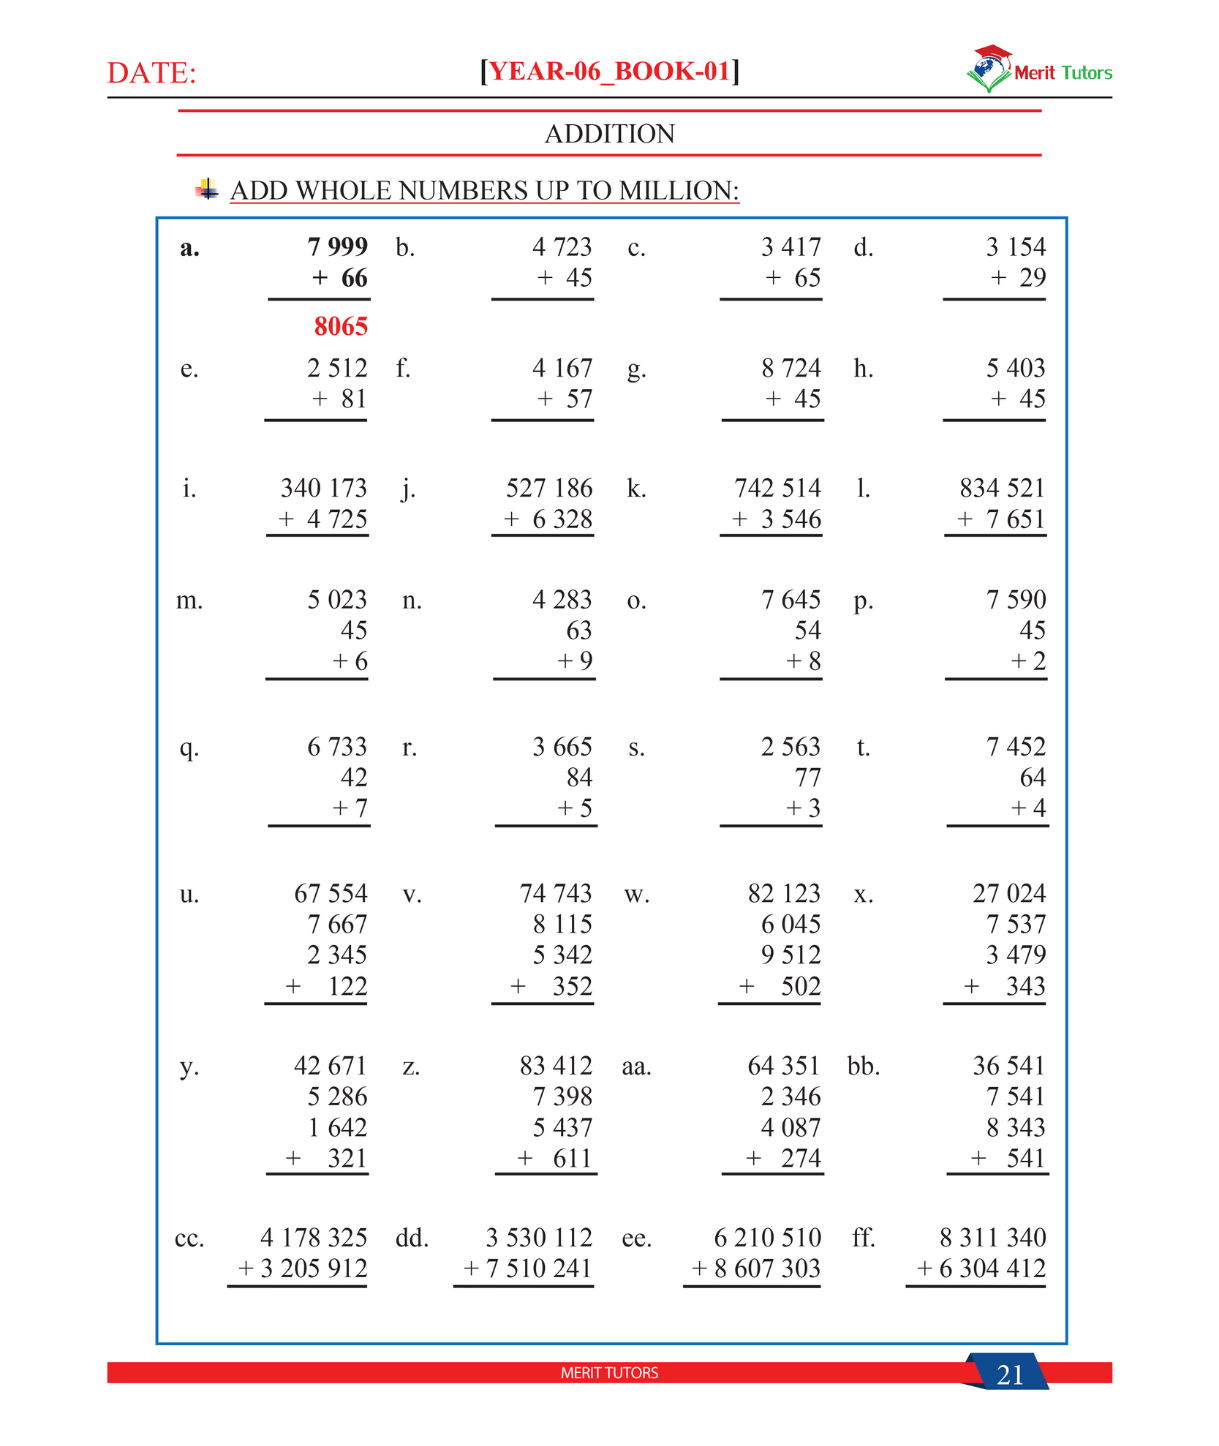 DATE: [YEAR-06_BOOK-01] Merit Tutors
ADDITION
ADD WHOLE NUMBERS UP TO MILLION:
a. 7 999 b. 4 723 c. 3 417 d. 3 154
+ 66 + 45 + 65 + 29
8065
e. 2 512 f. 4 167 g. 8 724 h. 5 403
+ 81 + 57 + 45 + 45
i. 340 173 j. 527 186 k. 742 514 l. 834 521
+ 4 725 + 6 328 + 3 546 + 7 651
m. 5 023 n. 4 283 o. 7 645 p. 7 590
45 63 54 45
+ 6 + 9 + 8 + 2
q. 6 733 r. 3 665 s. 2 563 t. 7 452
42 84 77 64
+ 7 + 5 + 3 + 4
u. 67 554 v. 74 743 w. 82 123 x. 27 024
7 667 8 115 6 045 7 537
2 345 5 342 9 512 3 479
+ 122 + 352 + 502 + 343
y. 42 671 z. 83 412 aa. 64 351 bb. 36 541
5 286 7 398 2 346 7 541
1 642 5 437 4 087 8 343
+ 321 + 611 + 274 + 541
cc. 4 178 325 dd. 3 530 112 ee. 6 210 510 ff. 8 311 340
+ 3 205 912 + 7 510 241 + 8 607 303 + 6 304 412
MERIT TUTORS 21